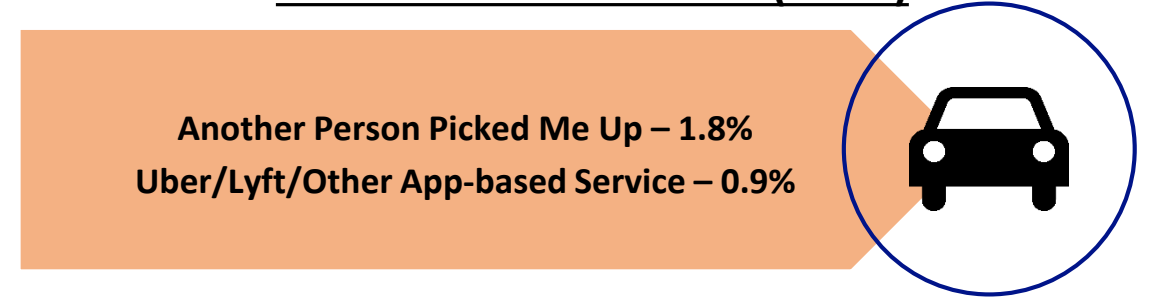 Another Person Picked Me Up – 1.8%
Uber/Lyft/Other App-based Service – 0.9%